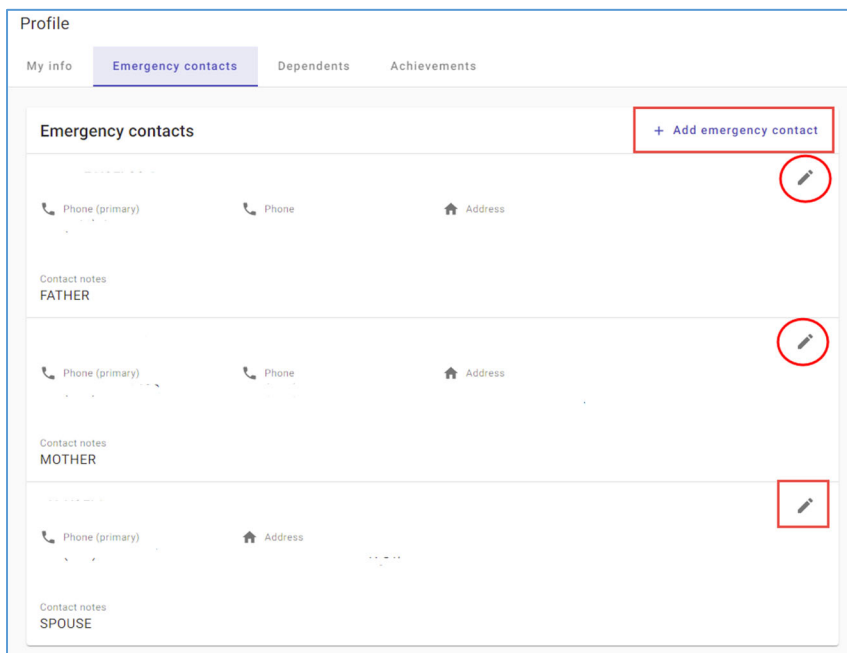 Profile
My info Emergency contacts Dependents Achievements
Emergency contacts + Add emergency contact
Phone (primary) Phone Address
Contact notes
FATHER
Phone (primary) Phone Address
Contact notes
MOTHER
Phone (primary) Address
Contact notes
SPOUSE